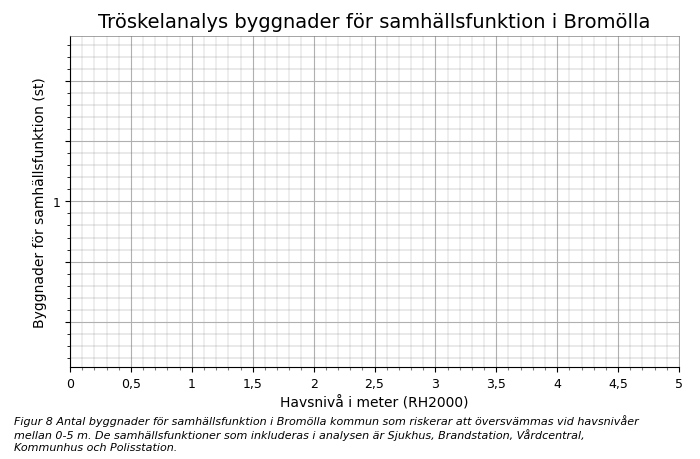 Tröskelanalys byggnader för samhällsfunktion i Bromölla
Byggnader för samhällsfunktion (st)
1
0 0,5 1 1,5 2 2,5 3 3,5 4 4,5 5
Havsnivå i meter (RH2000)
Figur 8 Antal byggnader för samhällsfunktion i Bromölla kommun som riskerar att översvämmas vid havsnivåer
mellan 0-5 m. De samhällsfunktioner som inkluderas i analysen är Sjukhus, Brandstation, Vårdcentral,
Kommunhus och Polisstation.